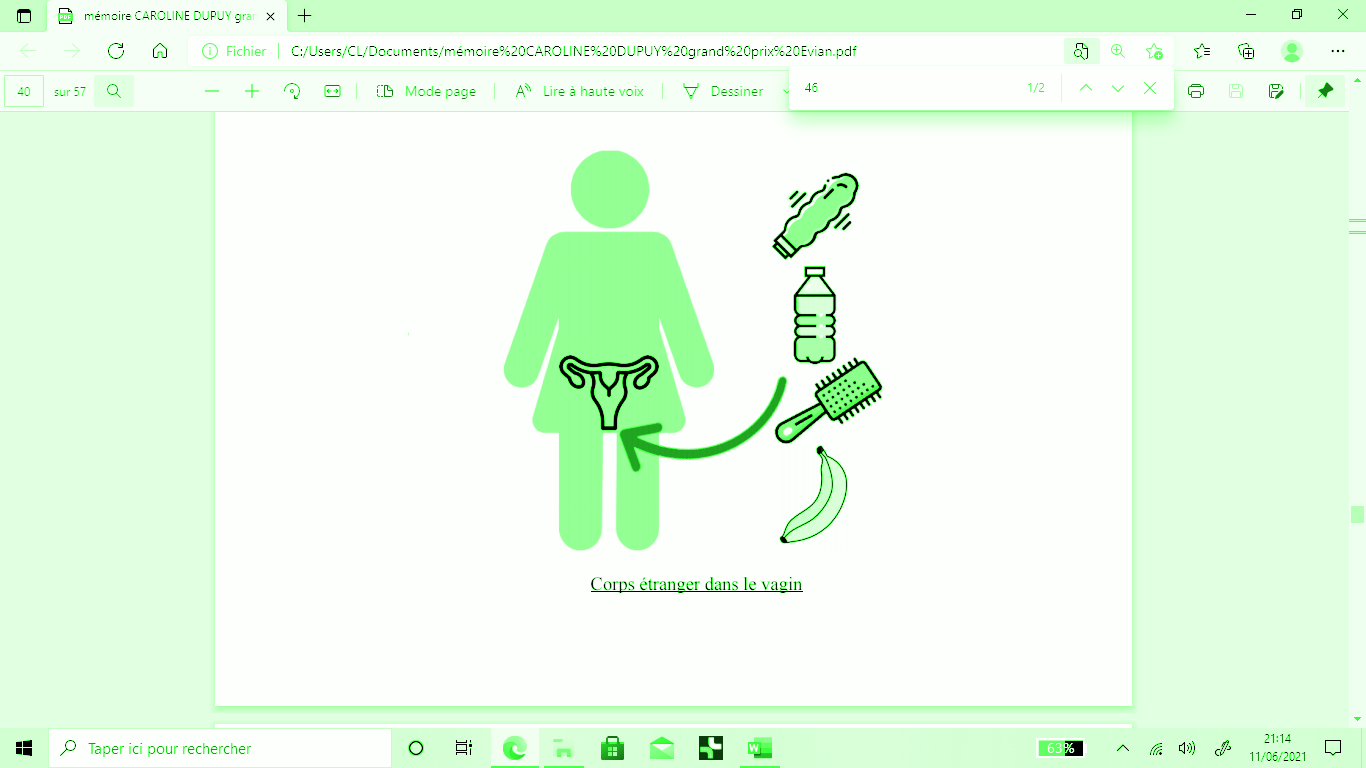 mémoire CAROLINE DUPUY gran
Fichier
C:/Users/CL/Documents/mémoire%20CAROLINE%20DUPUY%20grand%20prix%20Evian.pdf
40 sur 57
Mode page
Lire à haute voix
Dessiner
46
1/2
Corps étranger dans le vagin
Taper ici pour rechercher
63%
21:14
11/06/2021